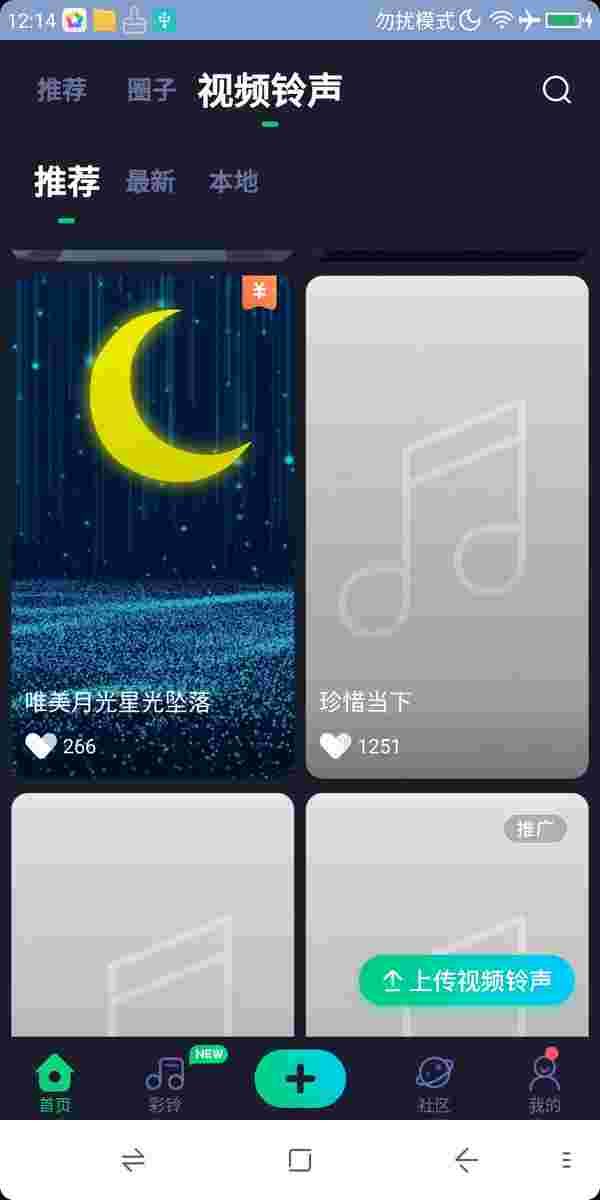 12:14 勿扰模式
推荐 圈子 视频铃声
推荐 最新 本地
¥
唯美月光星光坠落
266
珍惜当下
1251
推广
上传视频铃声
NEW
首页 彩铃 社区 我的